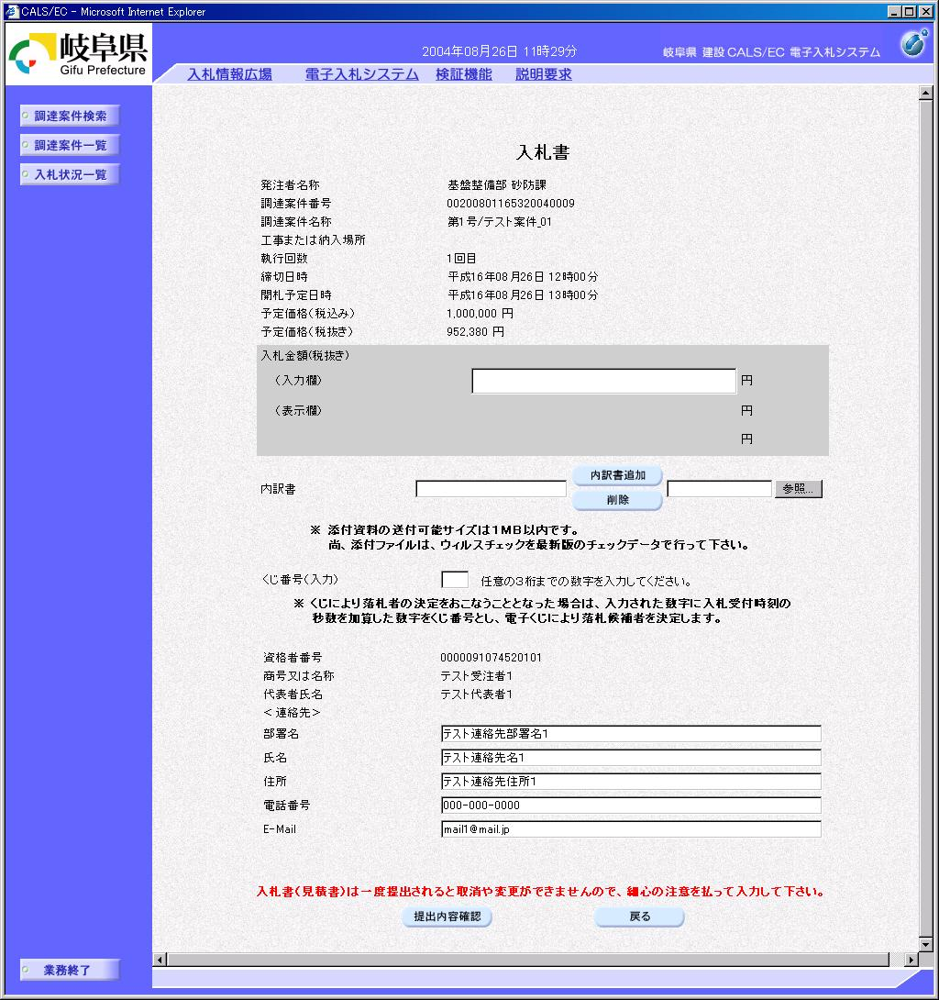 CALS/EC - Microsoft Internet Explorer
岐阜県
Gifu Prefecture
2004年08月26日 11時29分
岐阜県 建設CALS/EC 電子入札システム
入札情報広場 電子入札システム 検証機能 説明要求
調達案件検索
調達案件一覧
入札状況一覧
入札書
発注者名称 基盤整備部 砂防課
調達案件番号 00200801165320040009
調達案件名称 第1号/テスト案件_01
工事または納入場所
執行回数 1回目
締切日時 平成16年08月26日 12時00分
開札予定日時 平成16年08月26日 13時00分
予定価格(税込み) 1,000,000 円
予定価格(税抜き) 952,380 円
入札金額(税抜き)
(入力欄) 円
(表示欄) 円
円
内訳書 内訳書追加 参照...
削除
※ 添付資料の送付可能サイズは1MB以内です。
尚、添付ファイルは、ウィルスチェックを最新版のチェックデータで行って下さい。
くじ番号(入力) 任意の3桁までの数字を入力してください。
※ くじにより落札者の決定をおこなうこととなった場合は、入力された数字に入札受付時刻の
秒数を加算した数字をくじ番号とし、電子くじにより落札候補者を決定します。
資格者番号 0000091074520101
商号又は名称 テスト受注者1
代表者氏名 テスト代表者1
<連絡先>
部署名 テスト連絡先部署名1
氏名 テスト連絡先名1
住所 テスト連絡先住所1
電話番号 000-000-0000
E-Mail mail1@mail.jp
入札書(見積書)は一度提出されると取消や変更ができませんので、細心の注意を払って入力して下さい。
提出内容確認 戻る
業務終了